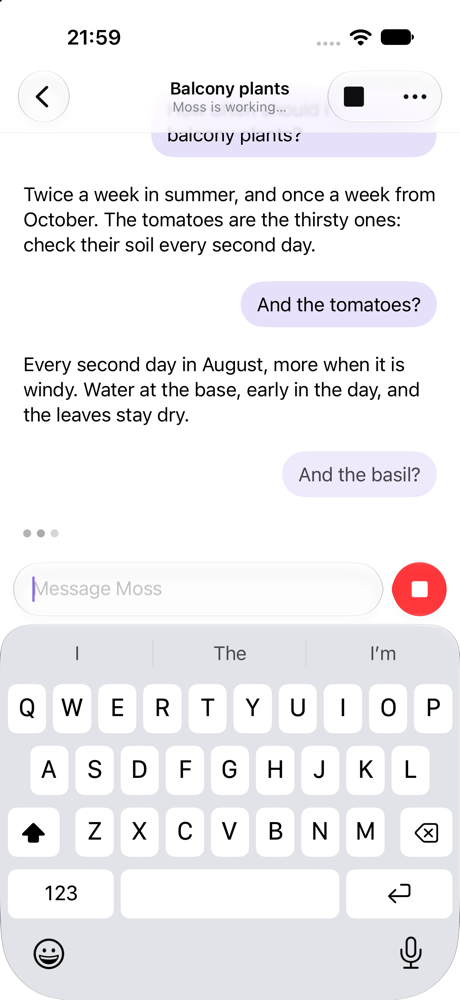 21:59
Balcony plants
Moss is working...
balcony plants?
Twice a week in summer, and once a week from
October. The tomatoes are the thirsty ones:
check their soil every second day.
And the tomatoes?
Every second day in August, more when it is
windy. Water at the base, early in the day, and
the leaves stay dry.
And the basil?
Message Moss
I The I'm
Q W E R T Y U I O P
A S D F G H J K L
Z X C V B N M
123